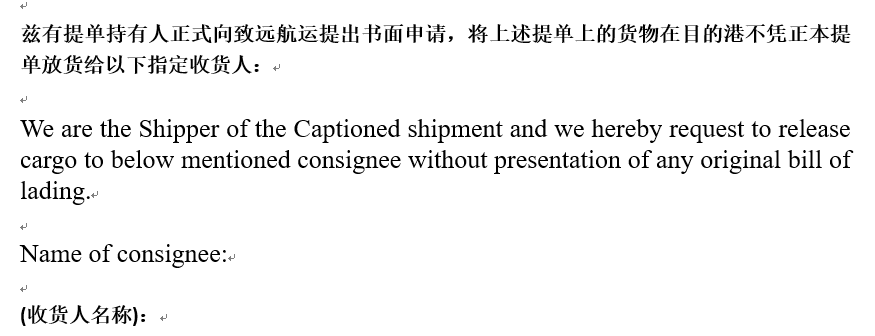 兹有提单持有人正式向致远航运提出书面申请，将上述提单上的货物在目的港不凭正本提
单放货给以下指定收货人：
We are the Shipper of the Captioned shipment and we hereby request to release
cargo to below mentioned consignee without presentation of any original bill of
lading.
Name of consignee:
(收货人名称)：